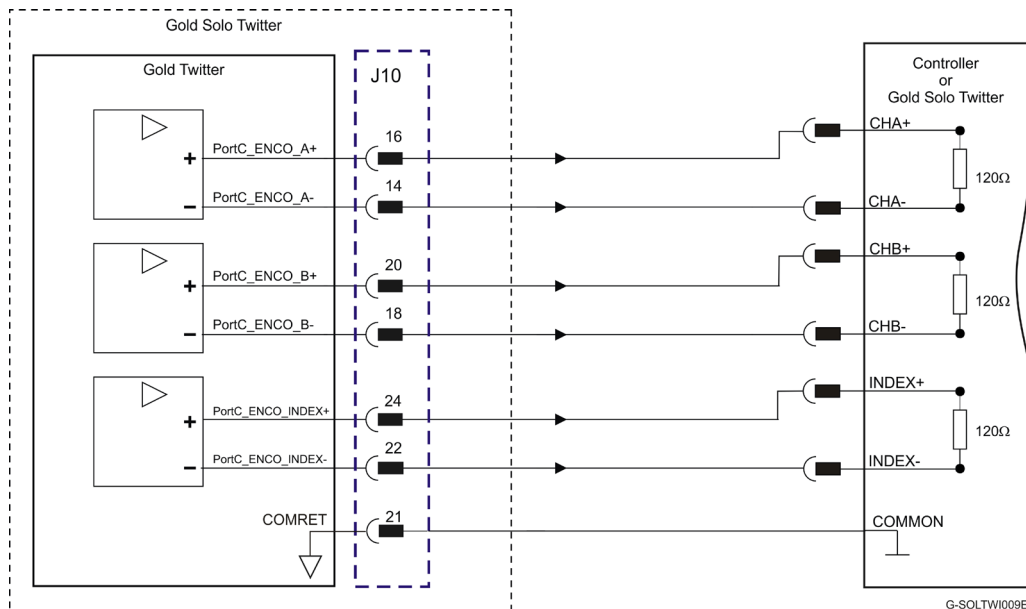 Gold Solo Twitter
Gold Twitter
J10
Controller
or
Gold Solo Twitter
PortC_ENCO_A+
16
CHA+
+
120Ω
PortC_ENCO_A-
14
CHA-
−
PortC_ENCO_B+
20
CHB+
+
120Ω
PortC_ENCO_B-
18
CHB-
−
PortC_ENCO_INDEX+
24
INDEX+
+
120Ω
PortC_ENCO_INDEX-
22
INDEX-
−
COMRET
21
COMMON
G-SOLTWI009E